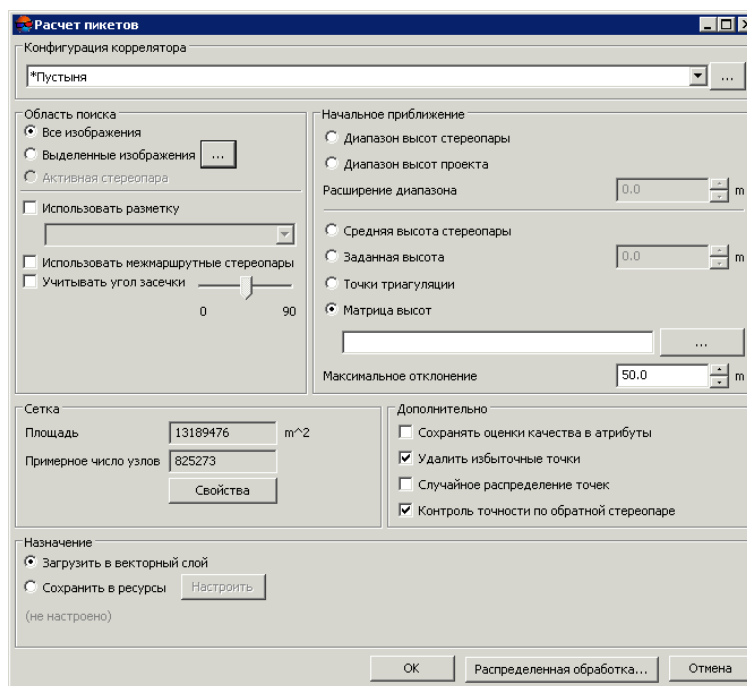 Расчет пикетов
Конфигурация коррелятора
*Пустыня
...
Область поиска
Все изображения
Выделенные изображения ...
Активная стереопара
Использовать разметку
Использовать межмаршрутные стереопары
Учитывать угол засечки
0 90
Начальное приближение
Диапазон высот стереопары
Диапазон высот проекта
Расширение диапазона 0.0 m
Средняя высота стереопары
Заданная высота 0.0 m
Точки триагуляции
Матрица высот
...
Максимальное отклонение 50.0 m
Сетка
Площадь 13189476 m^2
Примерное число узлов 825273
Свойства
Дополнительно
Сохранять оценки качества в атрибуты
Удалить избыточные точки
Случайное распределение точек
Контроль точности по обратной стереопаре
Назначение
Загрузить в векторный слой
Сохранить в ресурсы Настроить
(не настроено)
OK Распределенная обработка... Отмена